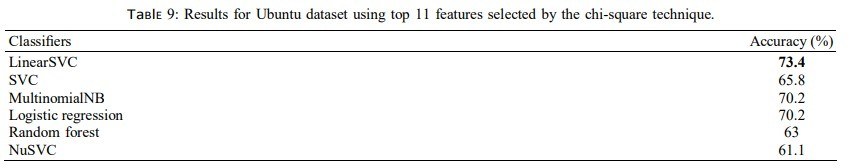 TABLE 9: Results for Ubuntu dataset using top 11 features selected by the chi-square technique.
Classifiers Accuracy (%)
LinearSVC 73.4
SVC 65.8
MultinomialNB 70.2
Logistic regression 70.2
Random forest 63
NuSVC 61.1